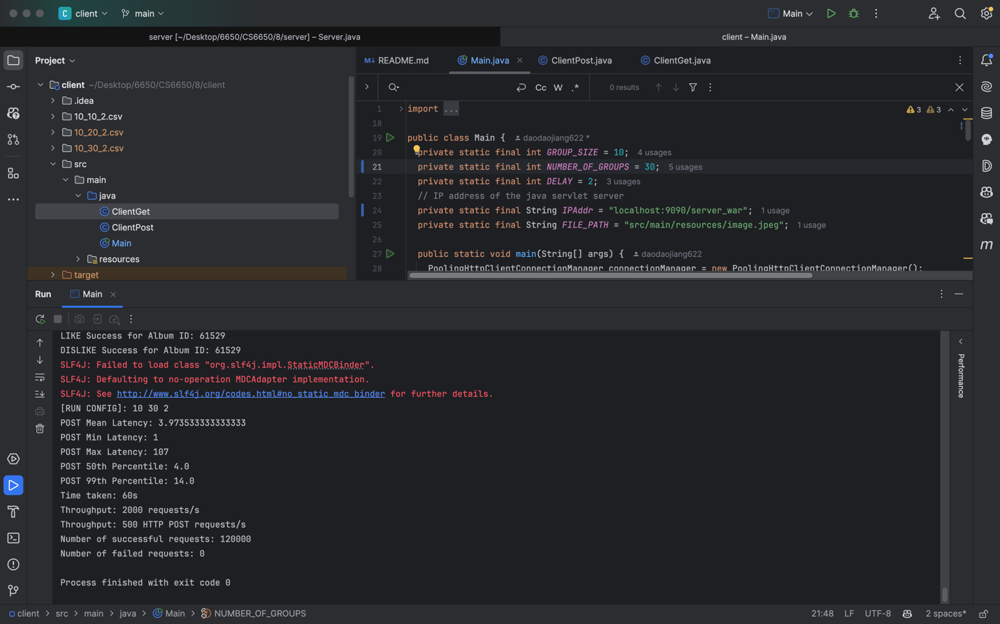 C client main Main
server [~/Desktop/6650/CS6650/8/server] – Server.java client – Main.java
Project
client ~/Desktop/6650/CS6650/8/client
.idea
10_10_2.csv
10_20_2.csv
10_30_2.csv
src
main
java
ClientGet
ClientPost
Main
resources
target
M↓ README.md Main.java ClientPost.java ClientGet.java
Cc W .* 0 results
3 3
1 import ...
18
19 public class Main { daodaojiang622 *
20 private static final int GROUP_SIZE = 10; 4 usages
21 private static final int NUMBER_OF_GROUPS = 30; 5 usages
22 private static final int DELAY = 2; 3 usages
23 // IP address of the java servlet server
24 private static final String IPAddr = "localhost:9090/server_war"; 1 usage
25 private static final String FILE_PATH = "src/main/resources/image.jpeg"; 1 usage
26
27 public static void main(String[] args) { daodaojiang622
28 PoolingHttpClientConnectionManager connectionManager = new PoolingHttpClientConnectionManager();
Run Main
LIKE Success for Album ID: 61529
DISLIKE Success for Album ID: 61529
SLF4J: Failed to load class "org.slf4j.impl.StaticMDCBinder".
SLF4J: Defaulting to no-operation MDCAdapter implementation.
SLF4J: See http://www.slf4j.org/codes.html#no_static_mdc_binder for further details.
[RUN CONFIG]: 10 30 2
POST Mean Latency: 3.973533333333333
POST Min Latency: 1
POST Max Latency: 107
POST 50th Percentile: 4.0
POST 99th Percentile: 14.0
Time taken: 60s
Throughput: 2000 requests/s
Throughput: 500 HTTP POST requests/s
Number of successful requests: 120000
Number of failed requests: 0
Process finished with exit code 0
Performance
m
client > src > main > java > Main > NUMBER_OF_GROUPS
21:48 LF UTF-8 2 spaces*